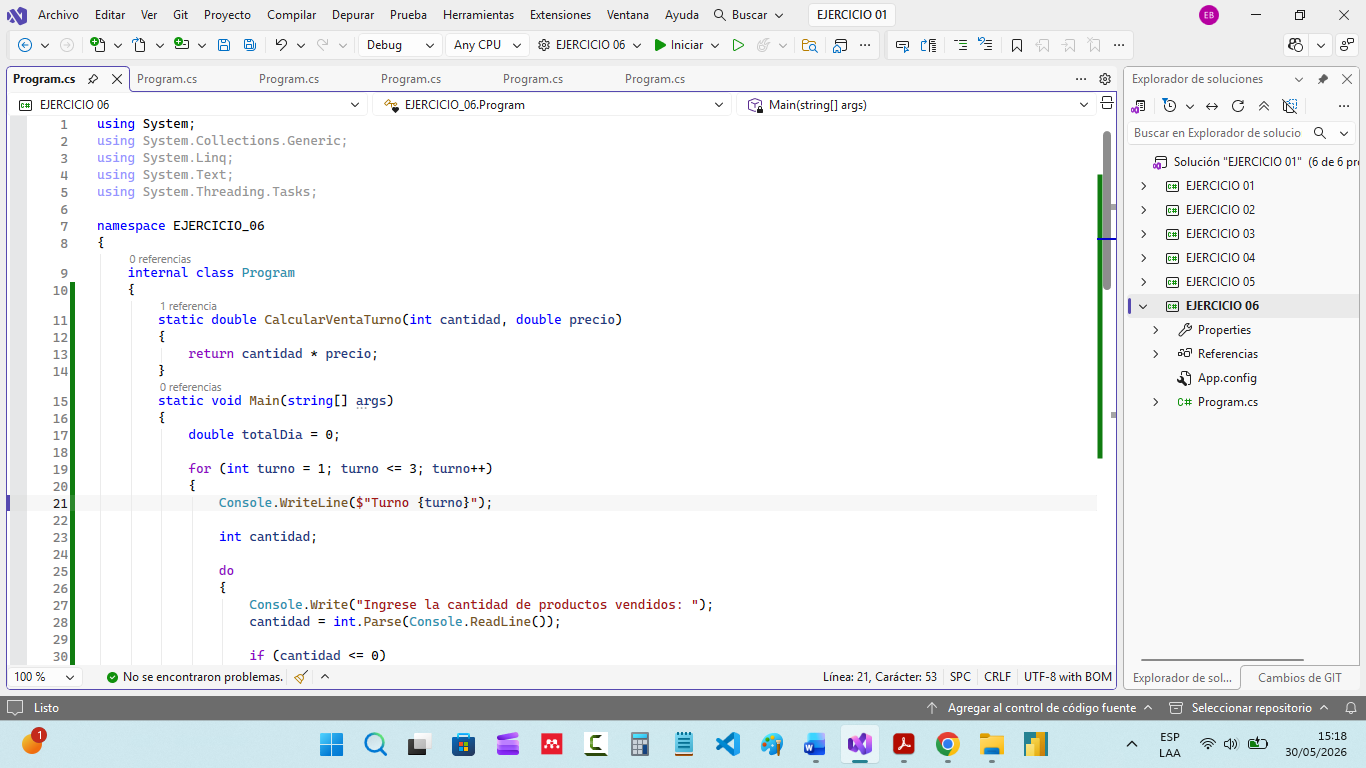 Archivo Editar Ver Git Proyecto Compilar Depurar Prueba Herramientas Extensiones Ventana Ayuda Buscar EJERCICIO 01 EB
Debug Any CPU EJERCICIO 06 Iniciar
Program.cs Program.cs Program.cs Program.cs Program.cs Program.cs
EJERCICIO 06 EJERCICIO_06.Program Main(string[] args)
1 using System;
2 using System.Collections.Generic;
3 using System.Linq;
4 using System.Text;
5 using System.Threading.Tasks;
6
7 namespace EJERCICIO_06
8 {
0 referencias
9 internal class Program
10 {
1 referencia
11 static double CalcularVentaTurno(int cantidad, double precio)
12 {
13 return cantidad * precio;
14 }
0 referencias
15 static void Main(string[] args)
16 {
17 double totalDia = 0;
18
19 for (int turno = 1; turno <= 3; turno++)
20 {
21 Console.WriteLine($"Turno {turno}");
22
23 int cantidad;
24
25 do
26 {
27 Console.Write("Ingrese la cantidad de productos vendidos: ");
28 cantidad = int.Parse(Console.ReadLine());
29
30 if (cantidad <= 0)
100 % No se encontraron problemas. Línea: 21, Carácter: 53 SPC CRLF UTF-8 with BOM
Explorador de soluciones
Buscar en Explorador de solucio
Solución "EJERCICIO 01" (6 de 6 pr
C# EJERCICIO 01
C# EJERCICIO 02
C# EJERCICIO 03
C# EJERCICIO 04
C# EJERCICIO 05
C# EJERCICIO 06
Properties
Referencias
App.config
C# Program.cs
Explorador de sol... Cambios de GIT
Listo Agregar al control de código fuente Seleccionar repositorio
1 ESP LAA 15:18
30/05/2026